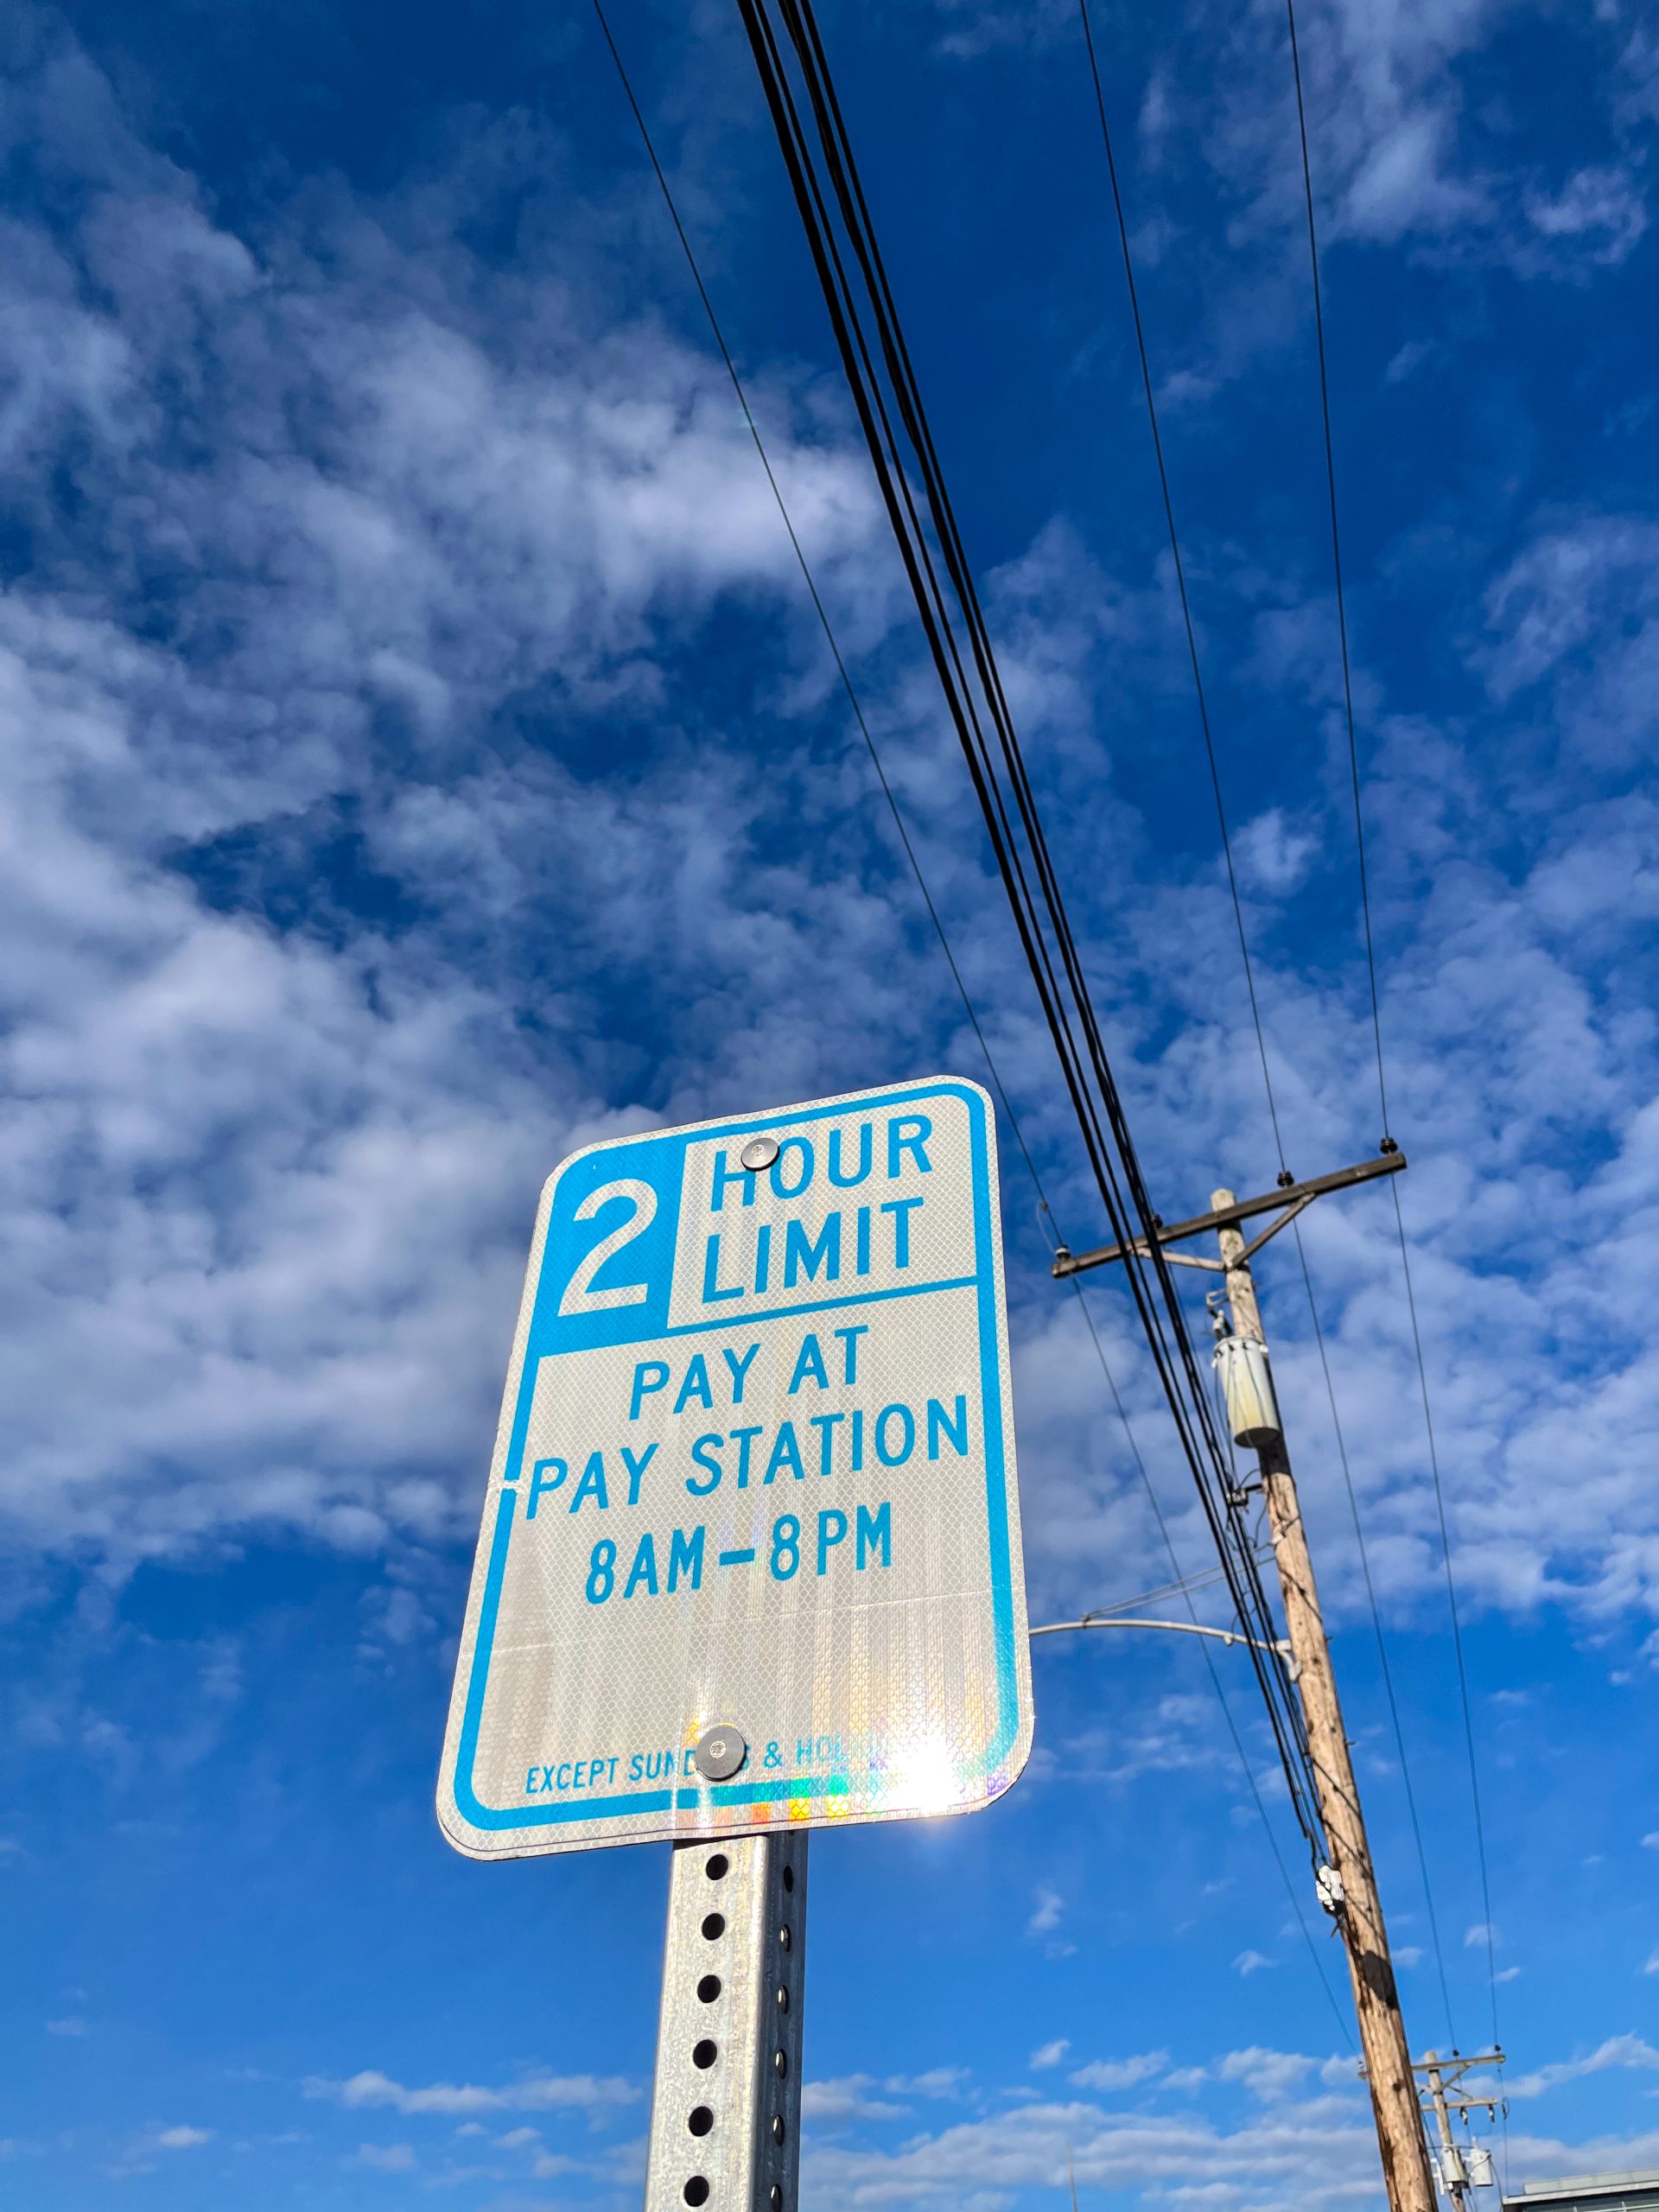 2 HOUR
LIMIT
PAY AT
PAY STATION
8AM-8PM
EXCEPT &